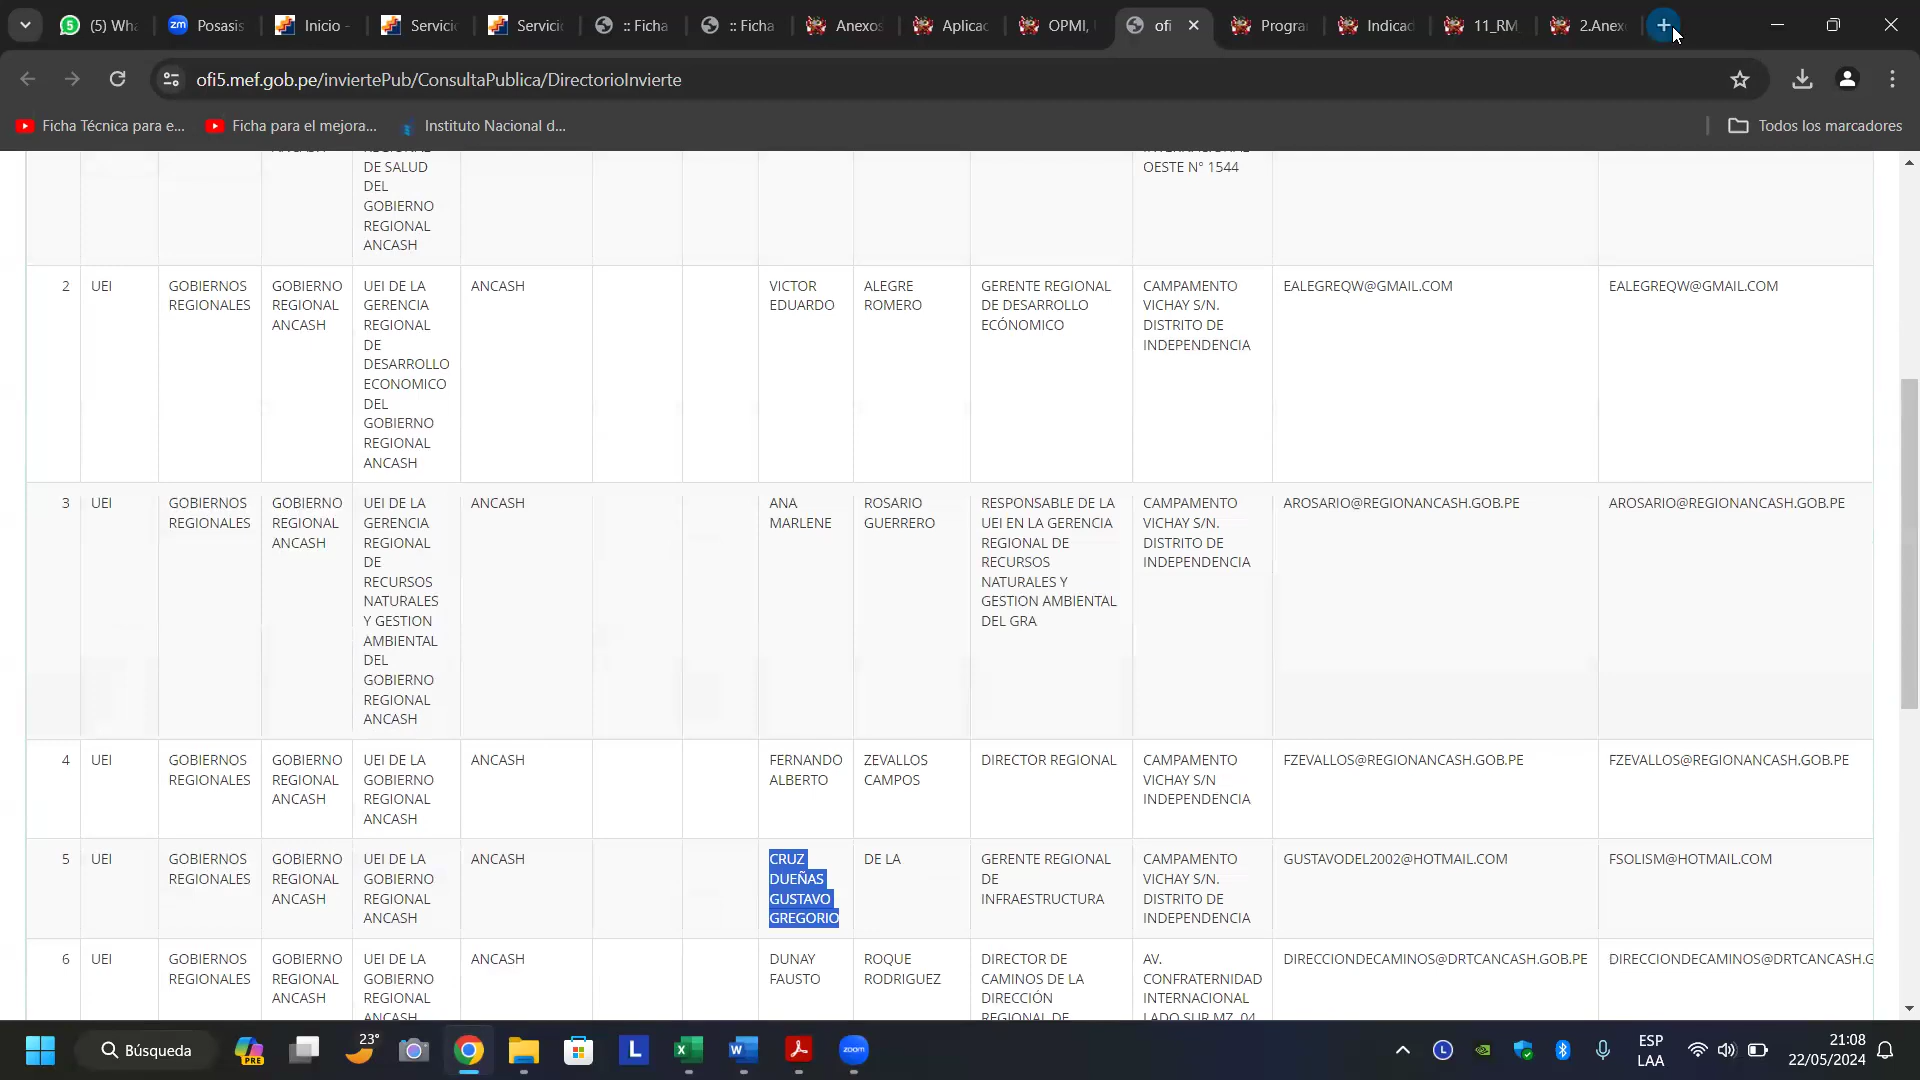 (5) Wha
Posasis
Inicio -
Servicio
Servicio
:: Ficha
:: Ficha
Anexos
Aplicac
OPMI,
ofi
Program
Indicad
11_RM
2.Anex
ofi5.mef.gob.pe/inviertePub/ConsultaPublica/DirectorioInvierte
Ficha Técnica para e...
Ficha para el mejora...
Instituto Nacional d...
Todos los marcadores
DE SALUD
DEL
GOBIERNO
REGIONAL
ANCASH
OESTE N° 1544
2
UEI
GOBIERNOS
REGIONALES
GOBIERNO
REGIONAL
ANCASH
UEI DE LA
GERENCIA
REGIONAL
DE
DESARROLLO
ECONOMICO
DEL
GOBIERNO
REGIONAL
ANCASH
ANCASH
VICTOR
EDUARDO
ALEGRE
ROMERO
GERENTE REGIONAL
DE DESARROLLO
ECÓNOMICO
CAMPAMENTO
VICHAY S/N.
DISTRITO DE
INDEPENDENCIA
EALEGREQW@GMAIL.COM
EALEGREQW@GMAIL.COM
3
UEI
GOBIERNOS
REGIONALES
GOBIERNO
REGIONAL
ANCASH
UEI DE LA
GERENCIA
REGIONAL
DE
RECURSOS
NATURALES
Y GESTION
AMBIENTAL
DEL
GOBIERNO
REGIONAL
ANCASH
ANCASH
ANA
MARLENE
ROSARIO
GUERRERO
RESPONSABLE DE LA
UEI EN LA GERENCIA
REGIONAL DE
RECURSOS
NATURALES Y
GESTION AMBIENTAL
DEL GRA
CAMPAMENTO
VICHAY S/N.
DISTRITO DE
INDEPENDENCIA
AROSARIO@REGIONANCASH.GOB.PE
AROSARIO@REGIONANCASH.GOB.PE
4
UEI
GOBIERNOS
REGIONALES
GOBIERNO
REGIONAL
ANCASH
UEI DE LA
GOBIERNO
REGIONAL
ANCASH
ANCASH
FERNANDO
ALBERTO
ZEVALLOS
CAMPOS
DIRECTOR REGIONAL
CAMPAMENTO
VICHAY S/N
INDEPENDENCIA
FZEVALLOS@REGIONANCASH.GOB.PE
FZEVALLOS@REGIONANCASH.GOB.PE
5
UEI
GOBIERNOS
REGIONALES
GOBIERNO
REGIONAL
ANCASH
UEI DE LA
GOBIERNO
REGIONAL
ANCASH
ANCASH
CRUZ
DUEÑAS
GUSTAVO
GREGORIO
DE LA
GERENTE REGIONAL
DE
INFRAESTRUCTURA
CAMPAMENTO
VICHAY S/N.
DISTRITO DE
INDEPENDENCIA
GUSTAVODEL2002@HOTMAIL.COM
FSOLISM@HOTMAIL.COM
6
UEI
GOBIERNOS
REGIONALES
GOBIERNO
REGIONAL
ANCASH
UEI DE LA
GOBIERNO
REGIONAL
ANCASH
ANCASH
DUNAY
FAUSTO
ROQUE
RODRIGUEZ
DIRECTOR DE
CAMINOS DE LA
DIRECCIÓN
REGIONAL DE
AV.
CONFRATERNIDAD
INTERNACIONAL
LADO SUR MZ. 04
DIRECCIONDECAMINOS@DRTCANCASH.GOB.PE
DIRECCIONDECAMINOS@DRTCANCASH.G
Búsqueda
23°
ESP
LAA
21:08
22/05/2024